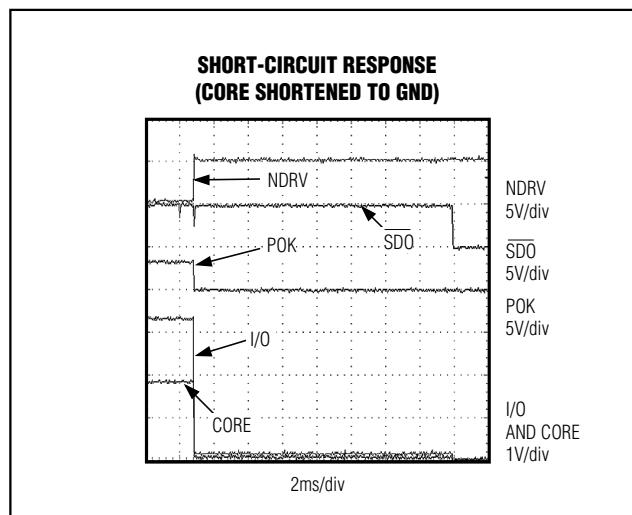 SHORT-CIRCUIT RESPONSE
(CORE SHORTENED TO GND)
NDRV
SDO
POK
I/O
CORE
NDRV
5V/div
SDO
5V/div
POK
5V/div
I/O
AND CORE
1V/div
2ms/div